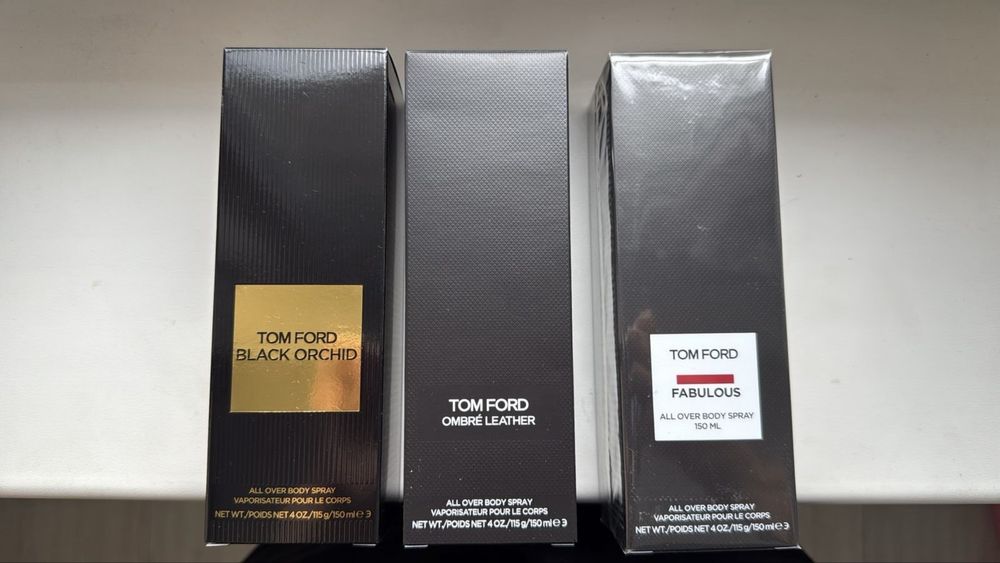 TOM FORD
BLACK ORCHID
ALL OVER BODY SPRAY
VAPORISATEUR POUR LE CORPS
NET WT./POIDS NET 4 OZ/115 g/150 ml ℮ 3
TOM FORD
OMBRÉ LEATHER
ALL OVER BODY SPRAY
VAPORISATEUR POUR LE CORPS
NET WT./POIDS NET 4 OZ/115 g/150 ml ℮ 3
TOM FORD
FABULOUS
ALL OVER BODY SPRAY
150 ML
ALL OVER BODY SPRAY
VAPORISATEUR POUR LE CORPS
NET WT./POIDS NET 4 OZ/115 g/150 ml ℮ 3